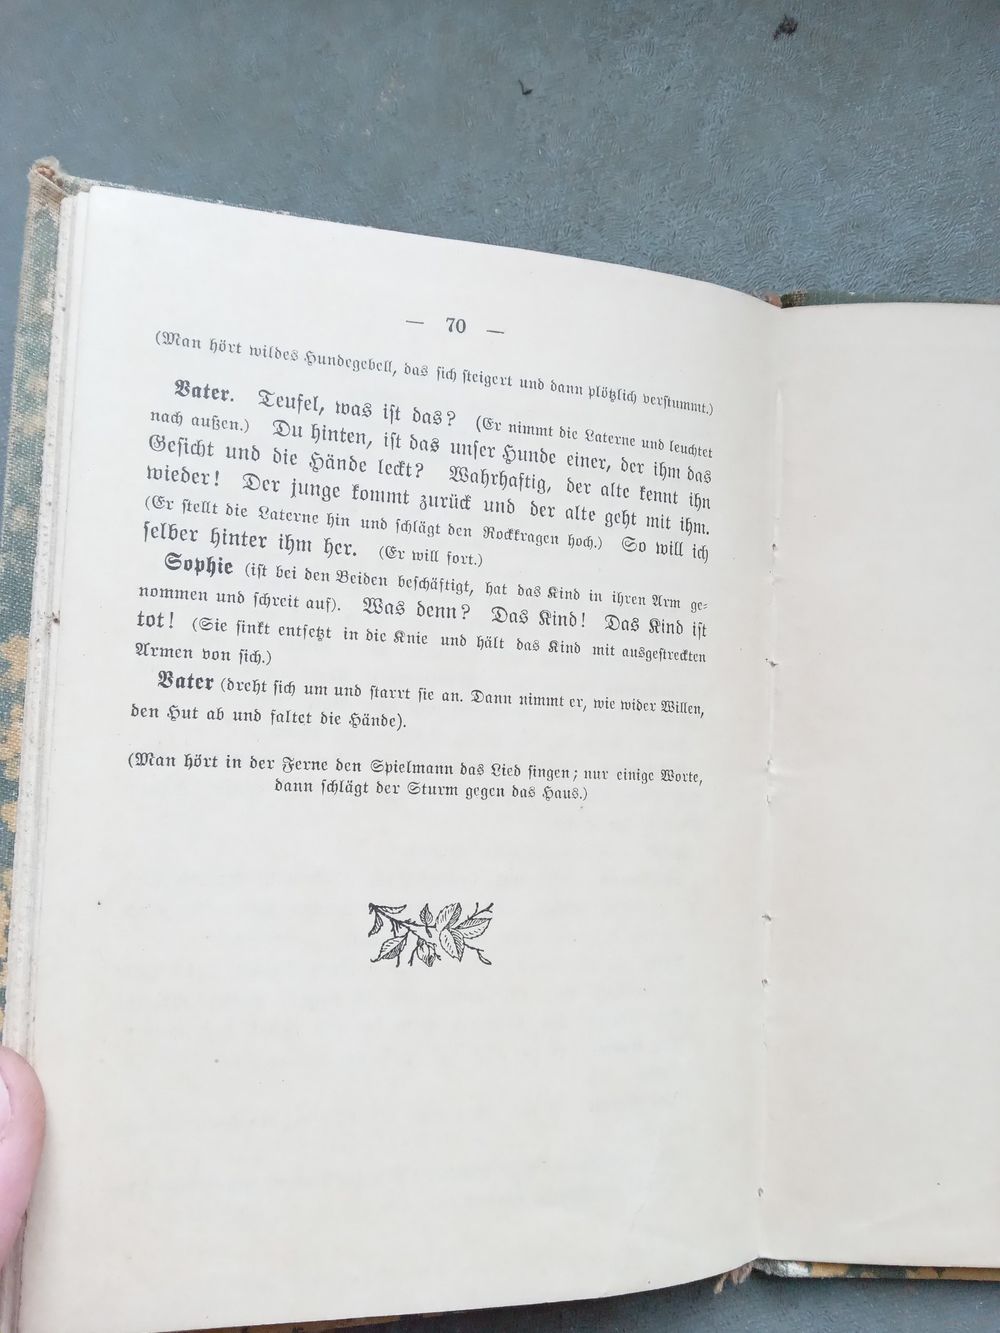 — 70 —
(Man hört wildes Hundegebell, das sich steigert und dann plötzlich verstummt.)
Vater. Teufel, was ist das? (Er nimmt die Laterne und leuchtet
nach außen.) Du hinten, ist das unser Hunde einer, der ihm das
Gesicht und die Hände leckt? Wahrhaftig, der alte kennt ihn
wieder! Der junge kommt zurück und der alte geht mit ihm.
(Er stellt die Laterne hin und schlägt den Rockkragen hoch.) So will ich
selber hinter ihm her. (Er will fort.)
Sophie (ist bei den Beiden beschäftigt, hat das Kind in ihren Arm ge-
nommen und schreit auf). Was denn? Das Kind! Das Kind ist
tot! (Sie sinkt entsetzt in die Knie und hält das Kind mit ausgestreckten
Armen von sich.)
Vater (dreht sich um und starrt sie an. Dann nimmt er, wie wider Willen,
den Hut ab und faltet die Hände).
(Man hört in der Ferne den Spielmann das Lied singen; nur einige Worte,
dann schlägt der Sturm gegen das Haus.)